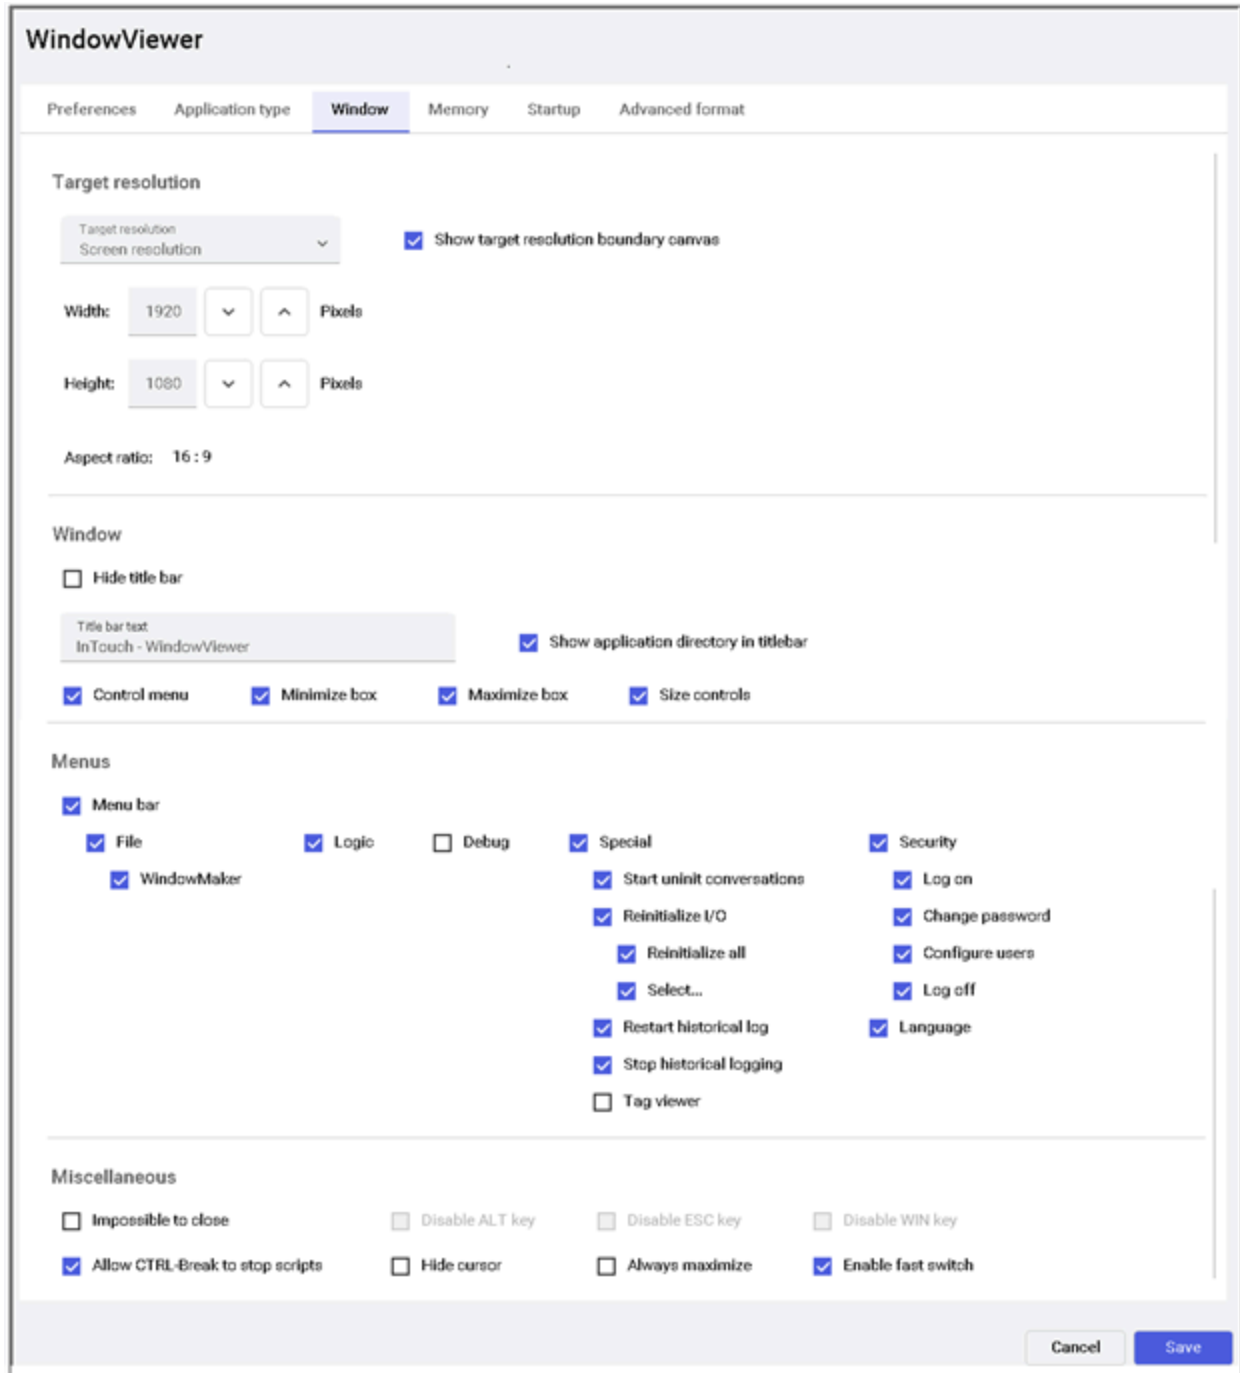 WindowViewer
Preferences Application type Window Memory Startup Advanced format
Target resolution
Target resolution
Screen resolution
Show target resolution boundary canvas
Width: 1920 Pixels
Height: 1080 Pixels
Aspect ratio: 16 : 9
Window
Hide title bar
Title bar text
InTouch - WindowViewer
Show application directory in titlebar
Control menu Minimize box Maximize box Size controls
Menus
Menu bar
File Logic Debug Special Security
WindowMaker Start uninit conversations Log on
Reinitialize I/O Change password
Reinitialize all Configure users
Select... Log off
Restart historical log Language
Stop historical logging
Tag viewer
Miscellaneous
Impossible to close Disable ALT key Disable ESC key Disable WIN key
Allow CTRL-Break to stop scripts Hide cursor Always maximize Enable fast switch
Cancel Save